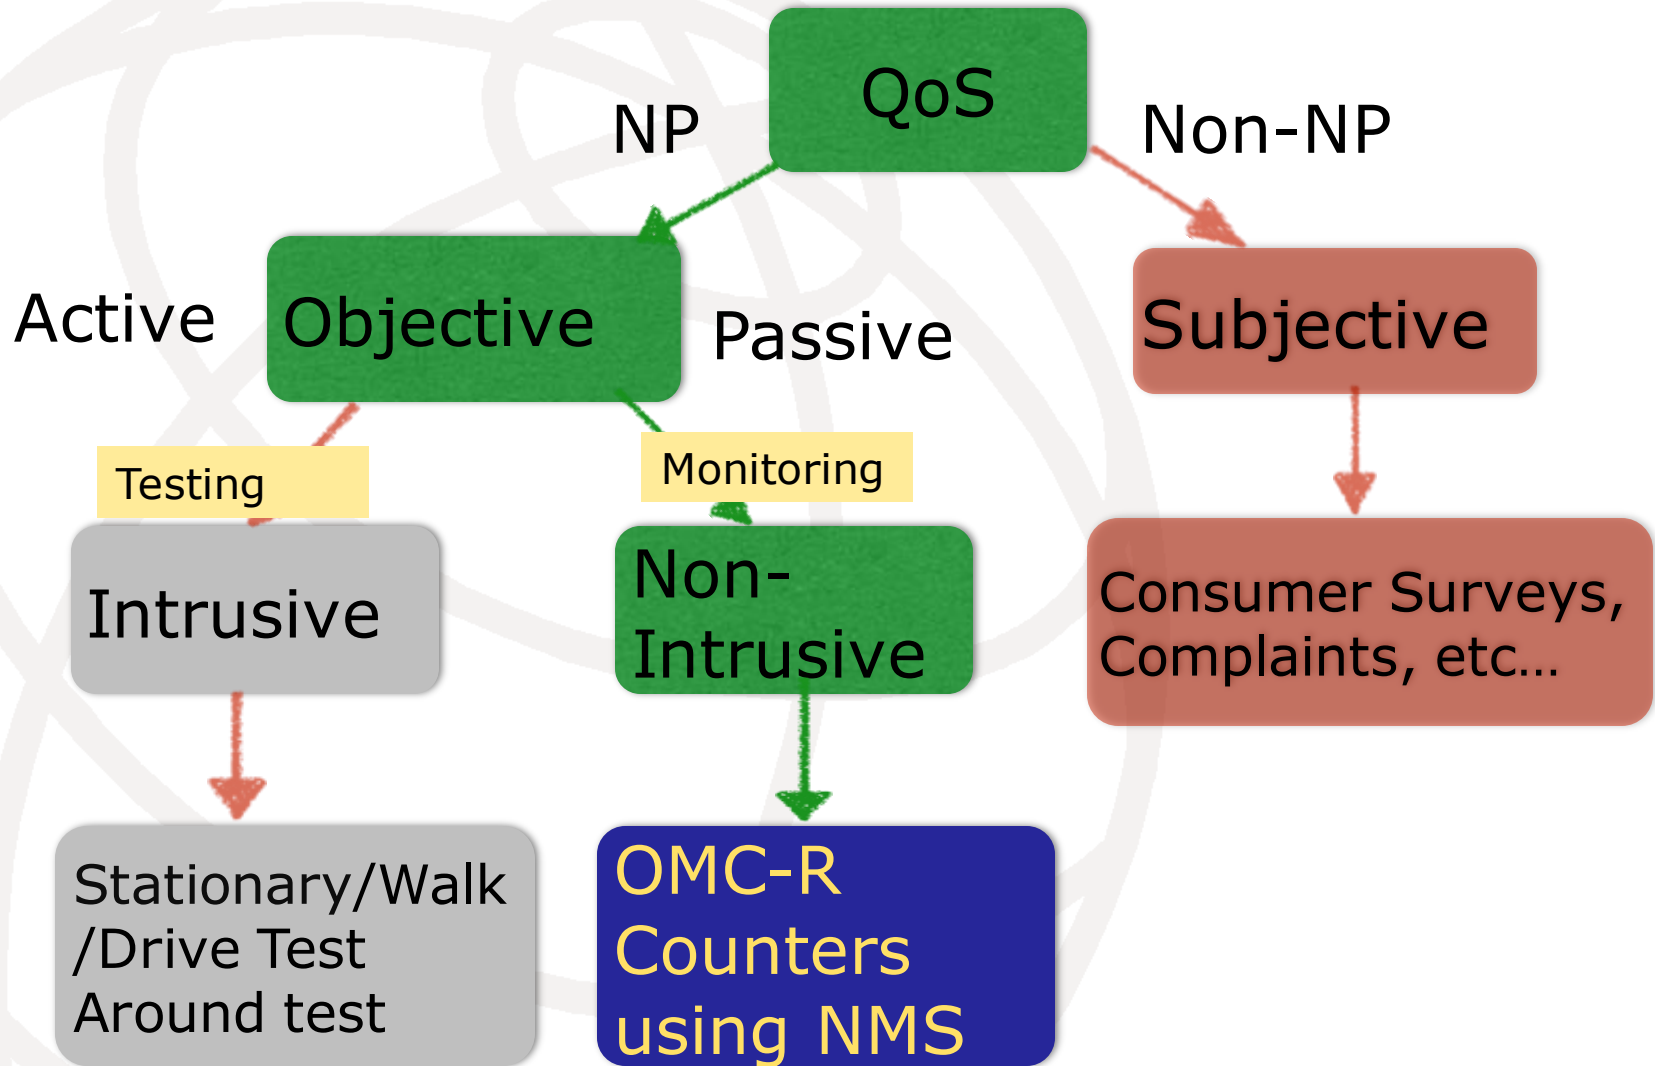 QoS
NP
Non-NP
Active
Objective
Passive
Subjective
Testing
Monitoring
Intrusive
Non-
Intrusive
Consumer Surveys,
Complaints, etc...
Stationary/Walk
/Drive Test
Around test
OMC-R
Counters
using NMS